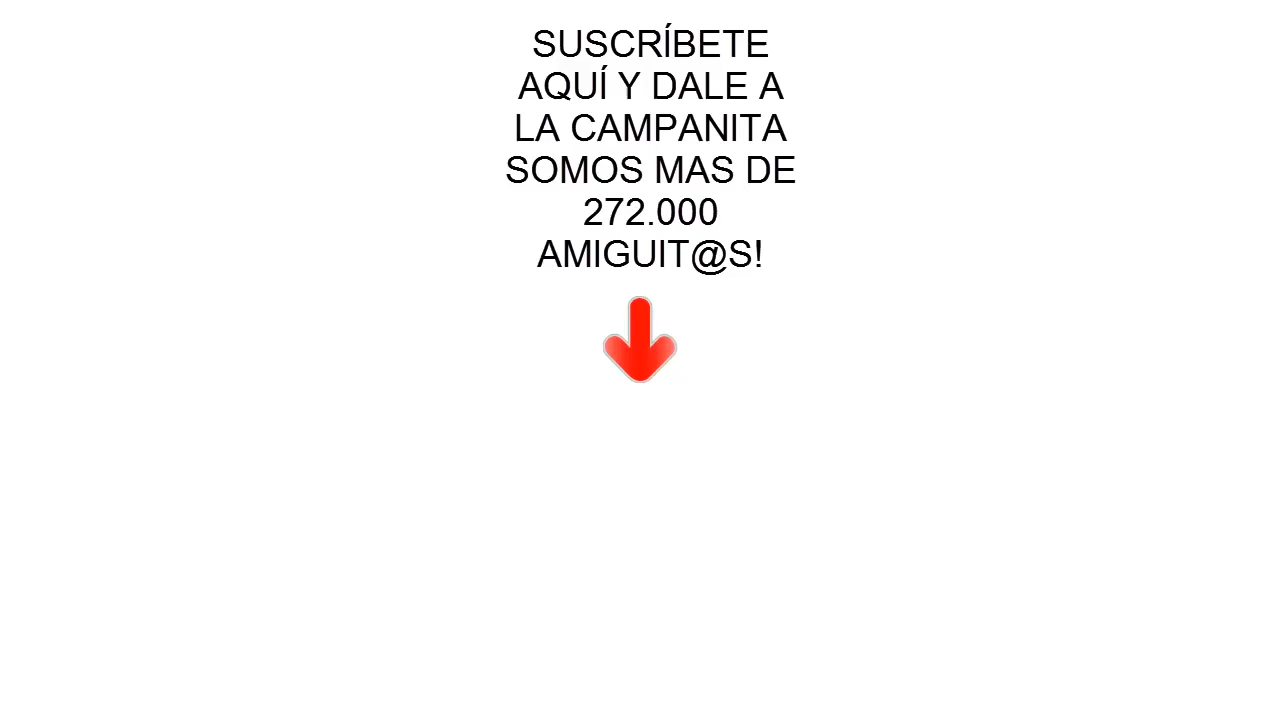 SUSCRÍBETE
AQUÍ Y DALE A
LA CAMPANITA
SOMOS MAS DE
272.000
AMIGUIT@S!